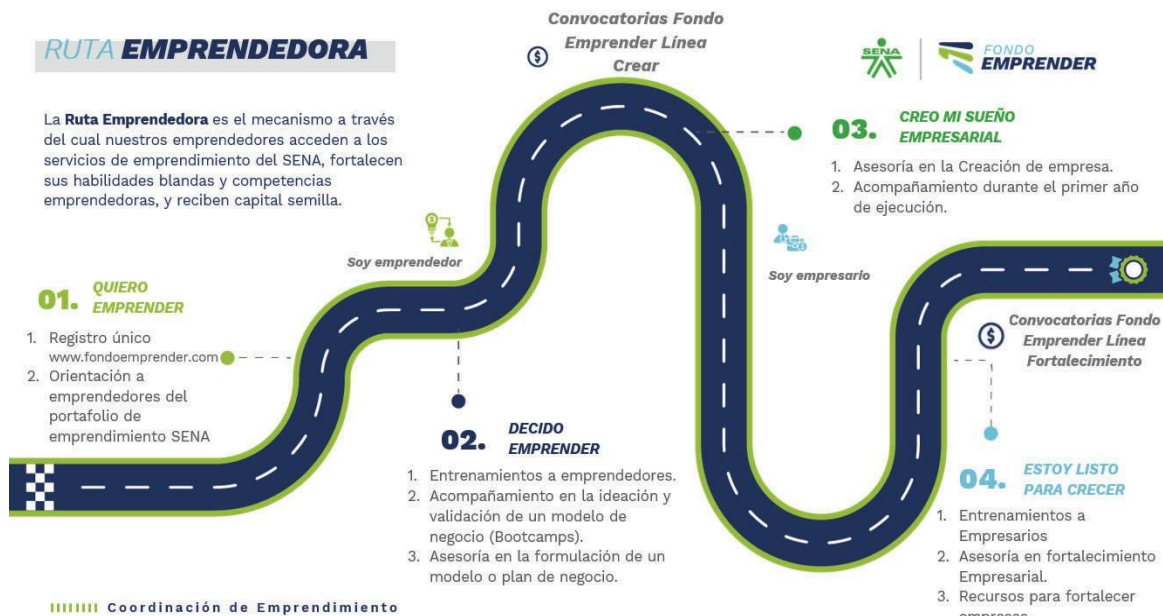 RUTA EMPRENDEDORA
La Ruta Emprendedora es el mecanismo a través
del cual nuestros emprendedores acceden a los
servicios de emprendimiento del SENA, fortalecen
sus habilidades blandas y competencias
emprendedoras, y reciben capital semilla.
Convocatorias Fondo
Emprender Línea
Crear
SENA
FONDO
EMPRENDER
01. QUIERO
EMPRENDER
1. Registro único
www.fondoemprender.com
2. Orientación a
emprendedores del
portafolio de
emprendimiento SENA
Soy emprendedor
02. DECIDO
EMPRENDER
1. Entrenamientos a emprendedores.
2. Acompañamiento en la ideación y
validación de un modelo de
negocio (Bootcamps).
3. Asesoría en la formulación de un
modelo o plan de negocio.
03. CREO MI SUEÑO
EMPRESARIAL
1. Asesoría en la Creación de empresa.
2. Acompañamiento durante el primer año
de ejecución.
Soy empresario
Convocatorias Fondo
Emprender Línea
Fortalecimiento
04. ESTOY LISTO
PARA CRECER
1. Entrenamientos a
Empresarios
2. Asesoría en fortalecimiento
Empresarial.
3. Recursos para fortalecer
Coordinación de Emprendimiento